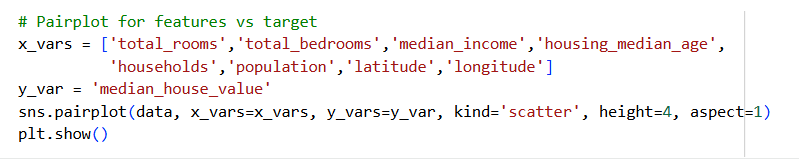 # Pairplot for features vs target
x_vars = ['total_rooms','total_bedrooms','median_income','housing_median_age',
'households','population','latitude','longitude']
y_var = 'median_house_value'
sns.pairplot(data, x_vars=x_vars, y_vars=y_var, kind='scatter', height=4, aspect=1)
plt.show()